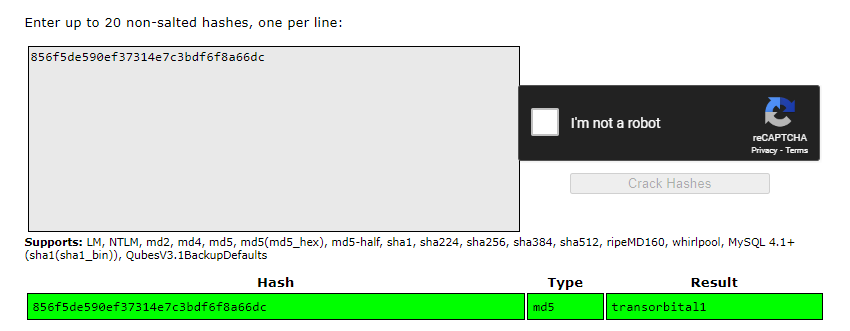 Enter up to 20 non-salted hashes, one per line:
856f5de590ef37314e7c3bdf6f8a66dc
I'm not a robot
reCAPTCHA
Privacy - Terms
Crack Hashes
Supports: LM, NTLM, md2, md4, md5, md5(md5_hex), md5-half, sha1, sha224, sha256, sha384, sha512, ripeMD160, whirlpool, MySQL 4.1+
(sha1(sha1_bin)), QubesV3.1BackupDefaults
Hash Type Result
856f5de590ef37314e7c3bdf6f8a66dc md5 transorbital1